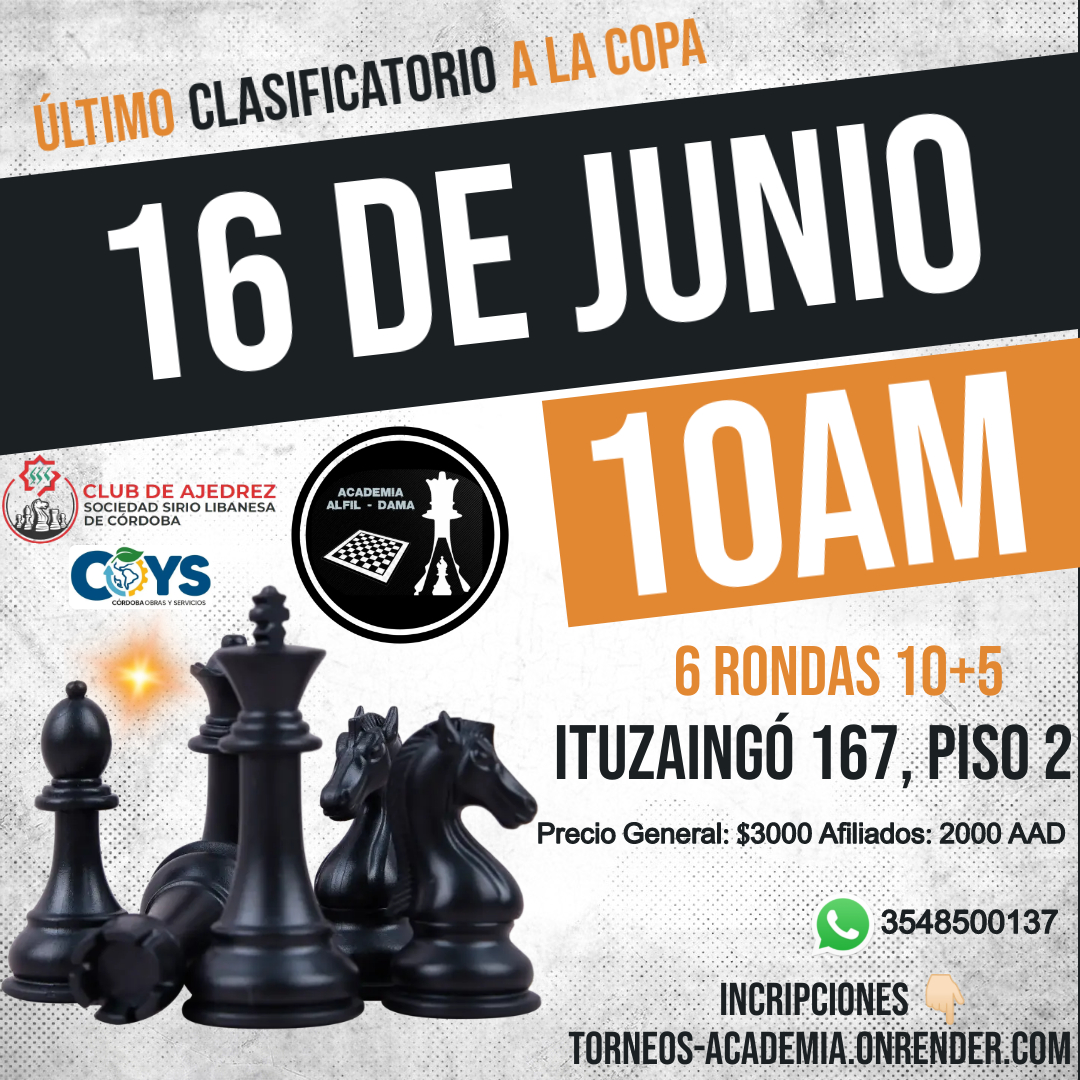 ÚLTIMO CLASIFICATORIO A LA COPA
16 DE JUNIO
10AM
CLUB DE AJEDREZ
SOCIEDAD SIRIO LIBANESA
DE CÓRDOBA
COYS
CÓRDOBA OBRAS Y SERVICIOS
ACADEMIA
ALFIL - DAMA
6 RONDAS 10+5
ITUZAINGÓ 167, PISO 2
Precio General: $3000 Afiliados: 2000 AAD
3548500137
INCRIPCIONES
TORNEOS-ACADEMIA.ONRENDER.COM